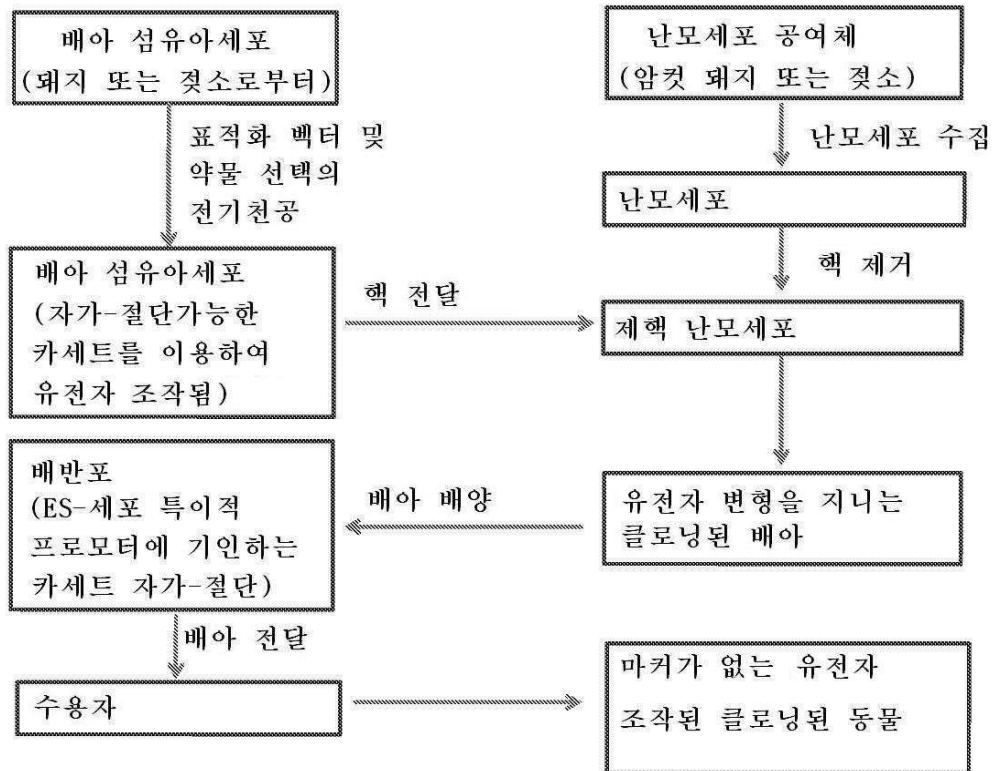 배아 섬유아세포
(돼지 또는 젖소로부터)
난모세포 공여체
(암컷 돼지 또는 젖소)
표적화 벡터 및
약물 선택의
전기천공
난모세포 수집
난모세포
핵 제거
배아 섬유아세포
(자가-절단가능한
카세트를 이용하여
유전자 조작됨)
핵 전달
제핵 난모세포
배반포
(ES-세포 특이적
프로모터에 기인하는
카세트 자가-절단)
배아 배양
유전자 변형을 지니는
클로닝된 배아
배아 전달
수용자
마커가 없는 유전자
조작된 클로닝된 동물